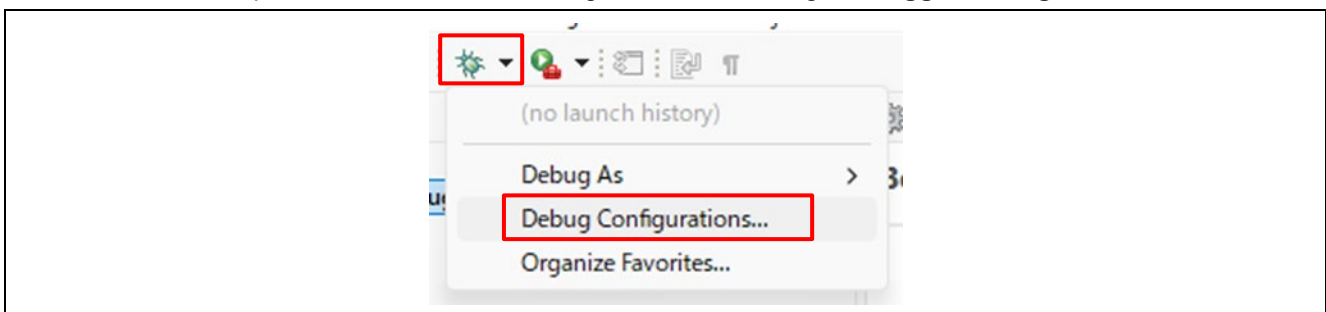 (no launch history)
Debug As
Debug Configurations...
Organize Favorites...